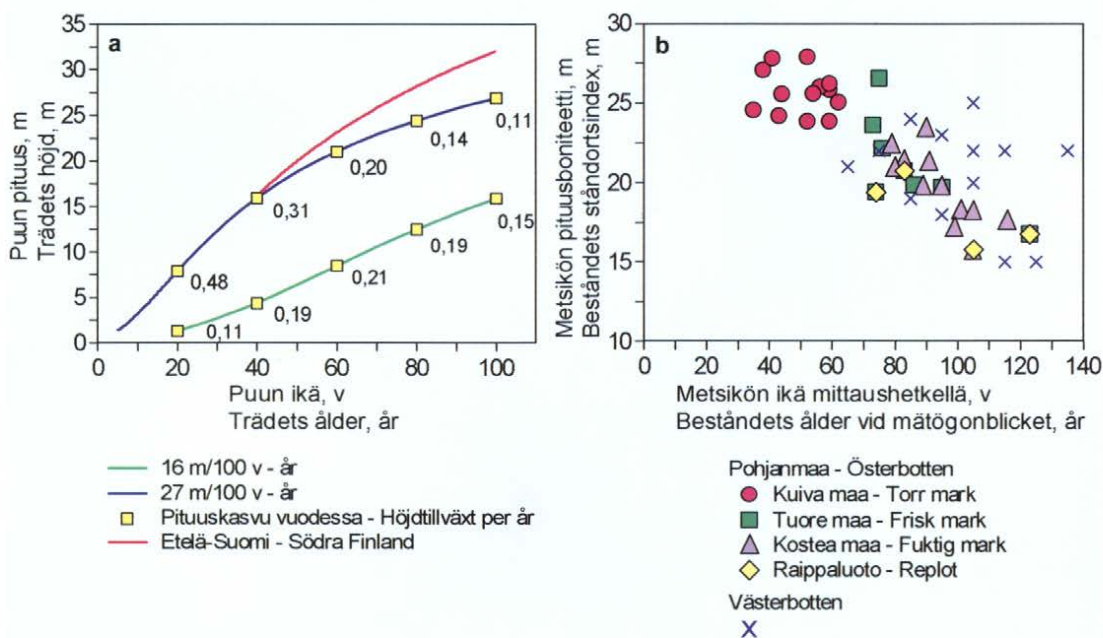 a
Puun pituus, m
Trädets höjd, m
35
30
25
20
15
10
5
0
0,48
0,31
0,20
0,14
0,11
0,11
0,19
0,21
0,19
0,15
0 20 40 60 80 100
Puun ikä, v
Trädets ålder, år
16 m/100 v - år
27 m/100 v - år
Pituuskasvu vuodessa - Höjdtillväxt per år
Etelä-Suomi - Södra Finland
b
Metsikön pituusboniteetti, m
Beståndets ståndortsindex, m
30
25
20
15
10
0 20 40 60 80 100 120 140
Metsikön ikä mittaushetkellä, v
Beståndets ålder vid mätögonblicket, år
Pohjanmaa - Österbotten
Kuiva maa - Torr mark
Tuore maa - Frisk mark
Kostea maa - Fuktig mark
Raippaluoto - Replot
Västerbotten